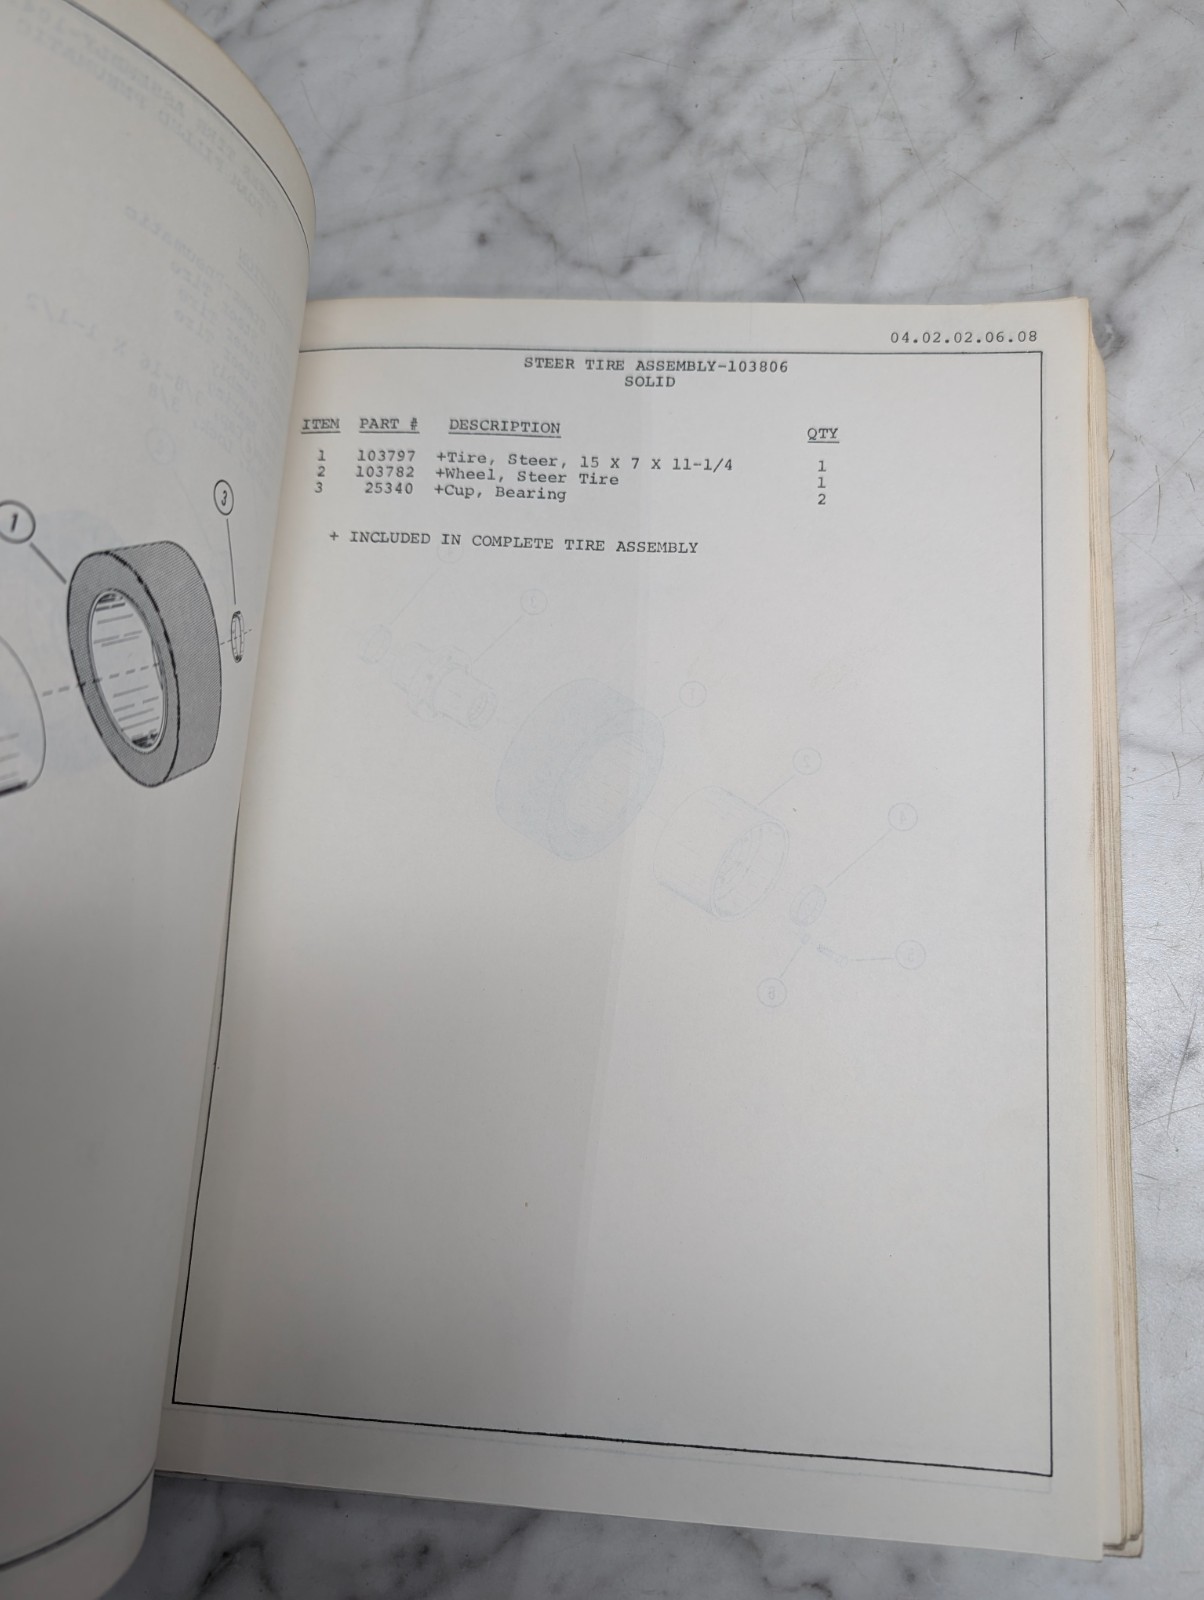 04.02.02.06.08
STEER TIRE ASSEMBLY-103806
SOLID
ITEM PART # DESCRIPTION QTY
1 103797 +Tire, Steer, 15 X 7 X 11-1/4 1
2 103782 +Wheel, Steer Tire 1
3 25340 +Cup, Bearing 2
+ INCLUDED IN COMPLETE TIRE ASSEMBLY
1
3